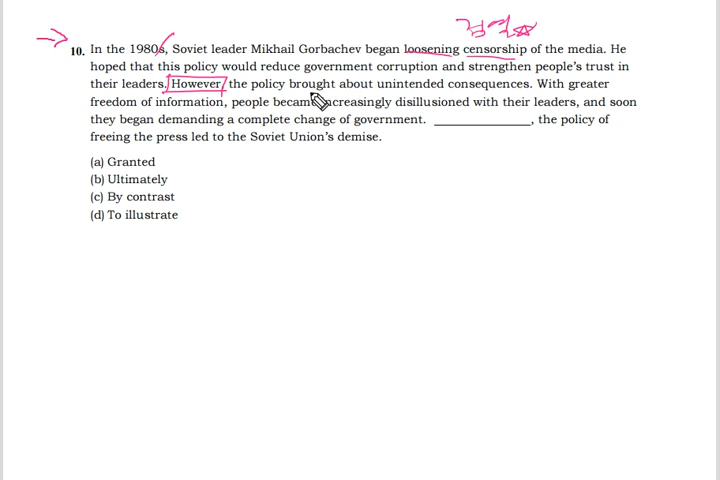 검열☆
10. In the 1980s, Soviet leader Mikhail Gorbachev began loosening censorship of the media. He
hoped that this policy would reduce government corruption and strengthen people's trust in
their leaders. However, the policy brought about unintended consequences. With greater
freedom of information, people became increasingly disillusioned with their leaders, and soon
they began demanding a complete change of government. ______________, the policy of
freeing the press led to the Soviet Union's demise.
(a) Granted
(b) Ultimately
(c) By contrast
(d) To illustrate